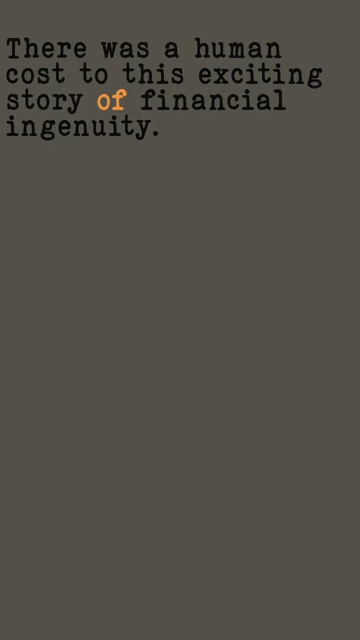 There was a human
cost to this exciting
story of financial
ingenuity.